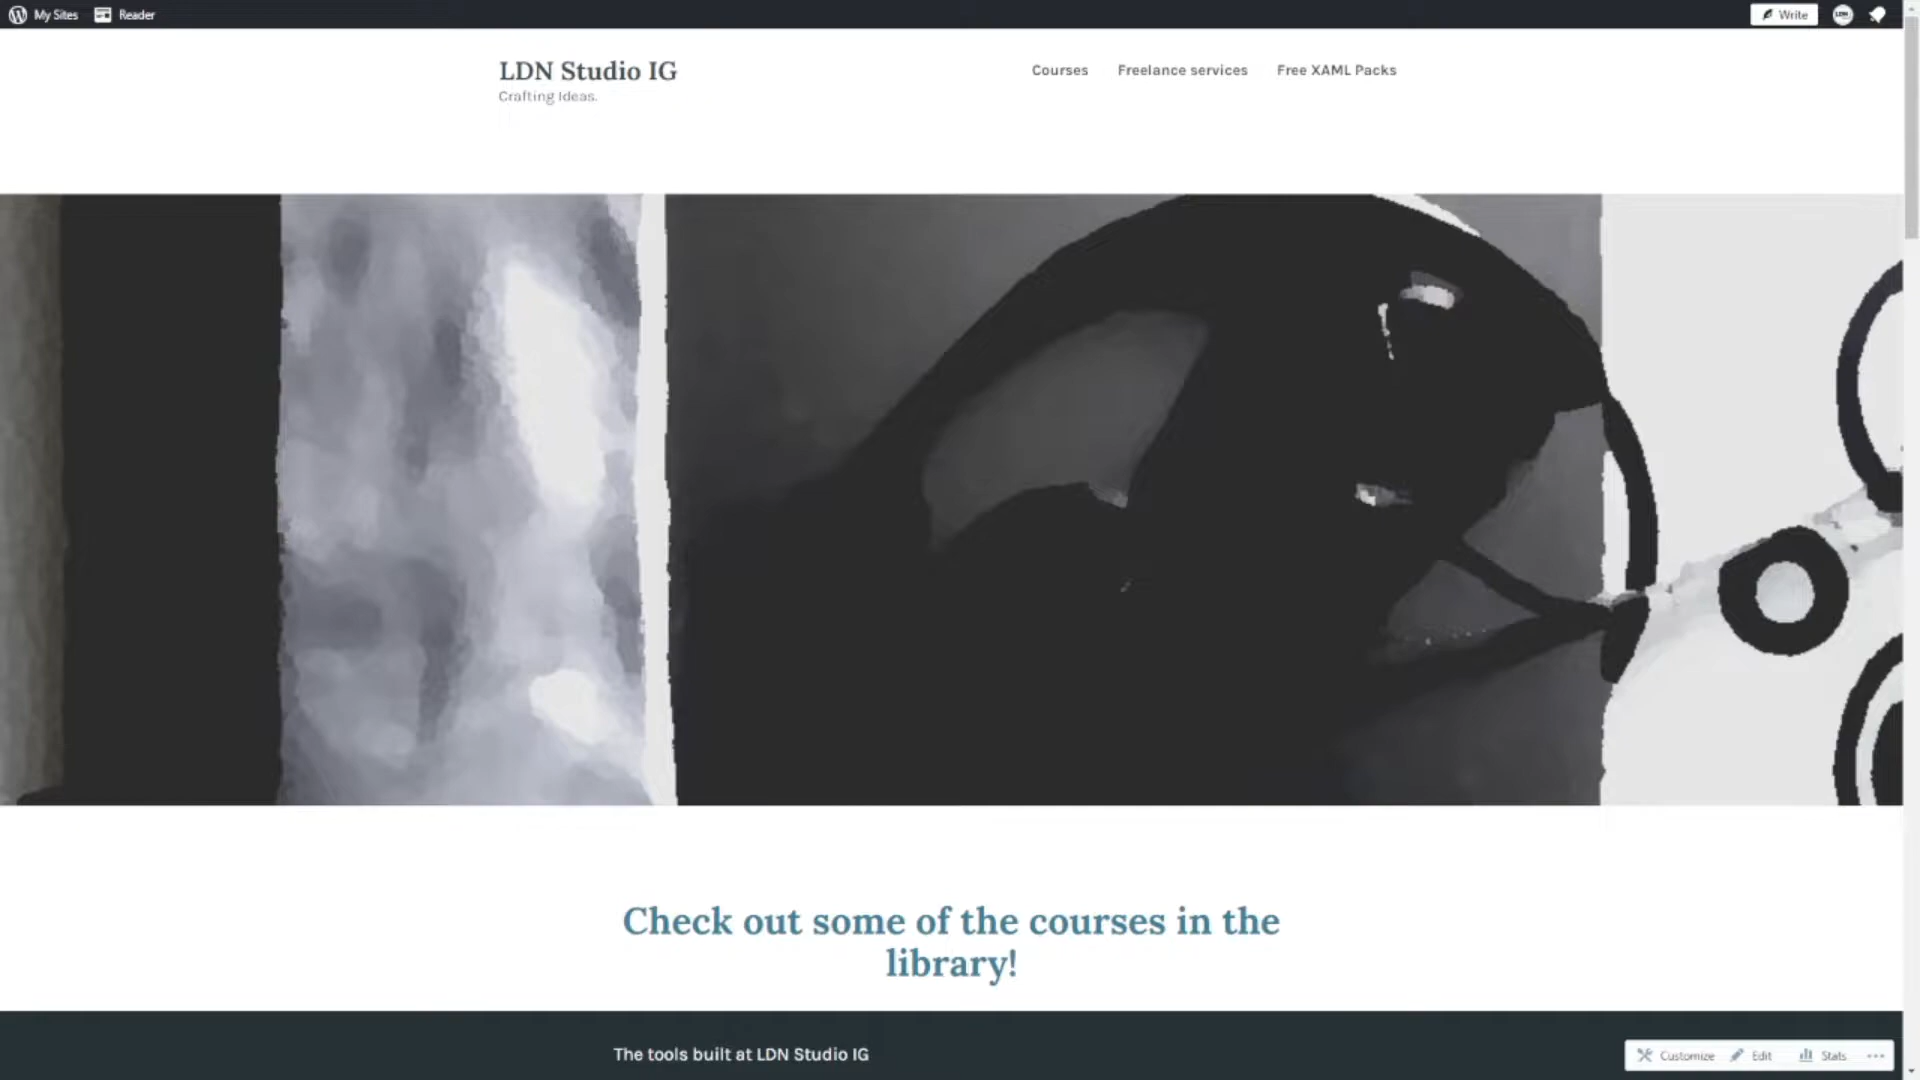 My Sites Reader Write
LDN Studio IG
Crafting Ideas.
Courses Freelance services Free XAML Packs
Check out some of the courses in the
library!
The tools built at LDN Studio IG
Customize Edit Stats ...